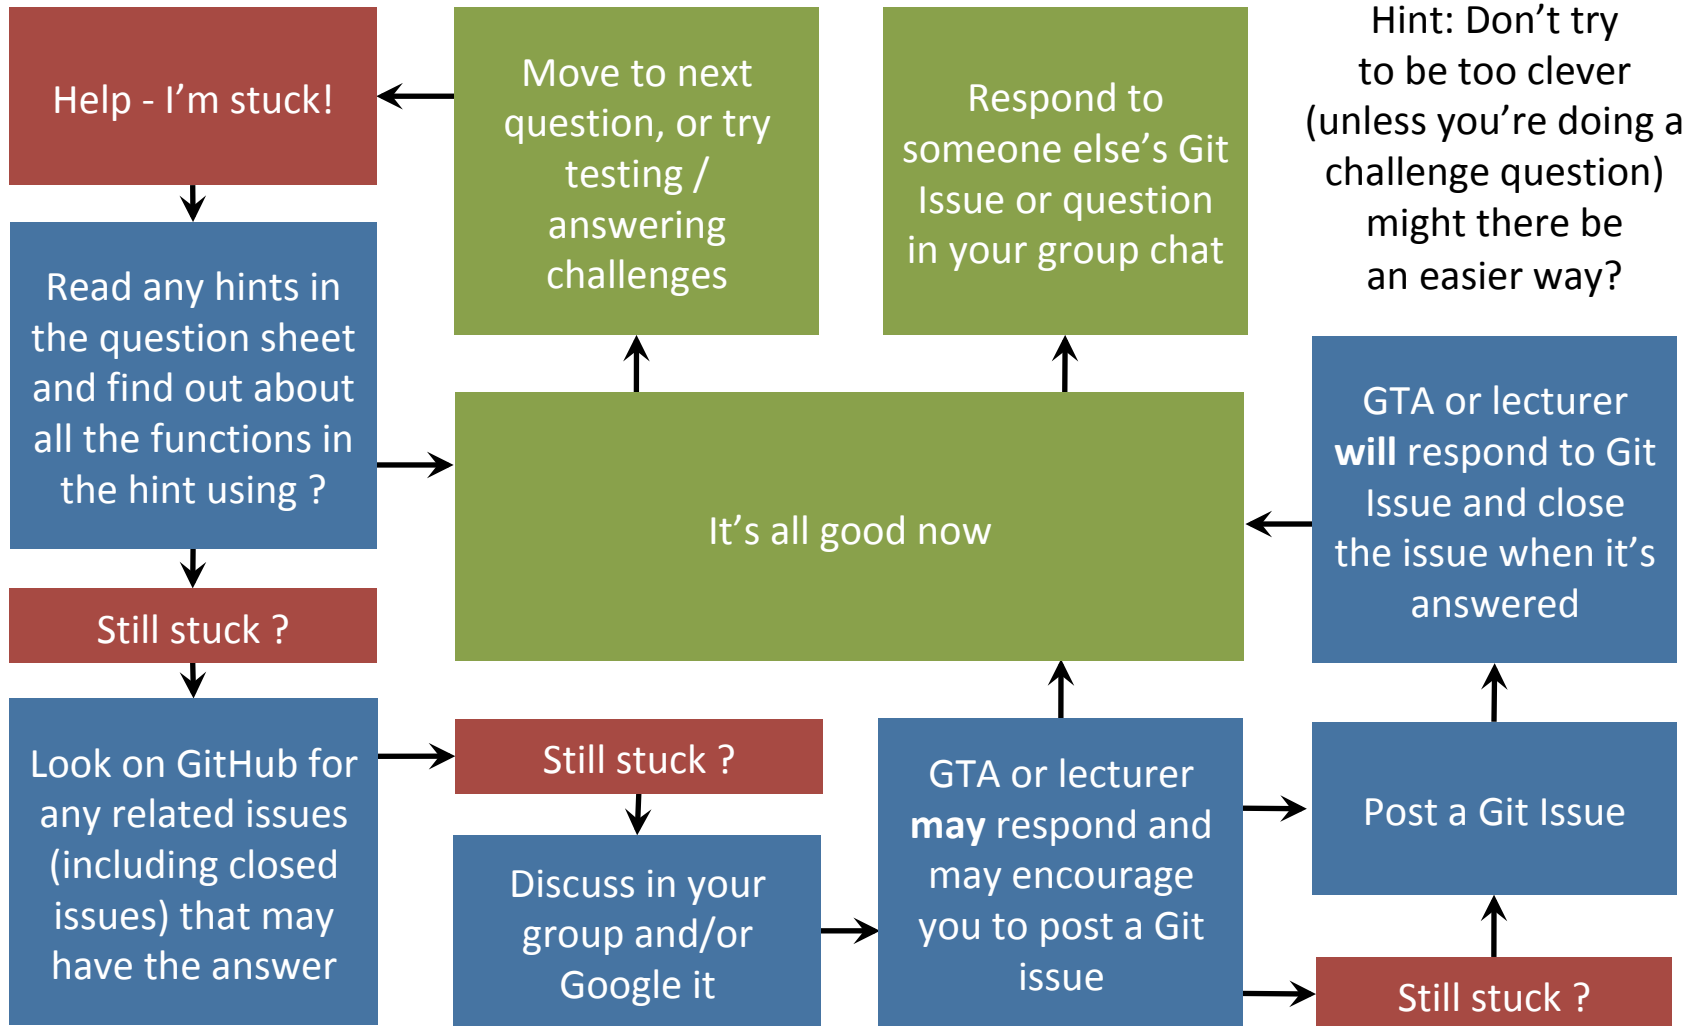 Help - I’m stuck!
Move to next
question, or try
testing /
answering
challenges
Respond to
someone else’s Git
Issue or question
in your group chat
Hint: Don’t try
to be too clever
(unless you’re doing a
challenge question)
might there be
an easier way?
Read any hints in
the question sheet
and find out about
all the functions in
the hint using ?
It’s all good now
GTA or lecturer
will respond to Git
Issue and close
the issue when it’s
answered
Still stuck ?
Look on GitHub for
any related issues
(including closed
issues) that may
have the answer
Still stuck ?
Discuss in your
group and/or
Google it
GTA or lecturer
may respond and
may encourage
you to post a Git
issue
Post a Git Issue
Still stuck ?